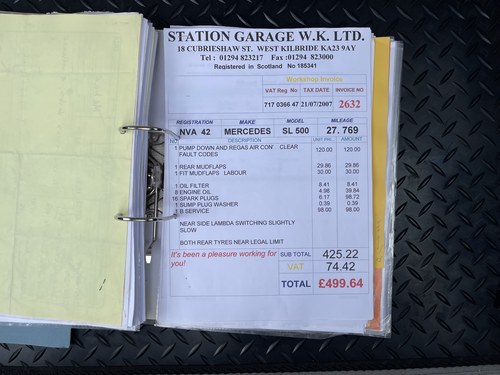 STATION GARAGE W.K. LTD.
18 CUBRIESHAW ST. WEST KILBRIDE KA23 9AY
Tel : 01294 823217 Fax :01294 823000
Registered in Scotland No 185341
Workshop Invoice
VAT Reg No TAX DATE INVOICE NO
717 0366 47 21/07/2007 2632
REGISTRATION MAKE MODEL MILEAGE
NVA 42 MERCEDES SL 500 27.769
NO. DESCRIPTION UNIT PRI. AMOUNT
1 PUMP DOWN AND REGAS AIR CON' CLEAR 120.00 120.00
FAULT CODES
1 REAR MUDFLAPS 29.86 29.86
1 FIT MUDFLAPS LABOUR 30.00 30.00
1 OIL FILTER 8.41 8.41
8 ENGINE OIL 4.98 39.84
16 SPARK PLUGS 6.17 98.72
1 SUMP PLUG WASHER 0.39 0.39
1 B SERVICE 98.00 98.00
NEAR SIDE LAMBDA SWITCHING SLIGHTLY
SLOW
BOTH REAR TYRES NEAR LEGAL LIMIT
It's been a pleasure working for
you!
SUB TOTAL 425.22
VAT 74.42
TOTAL £499.64